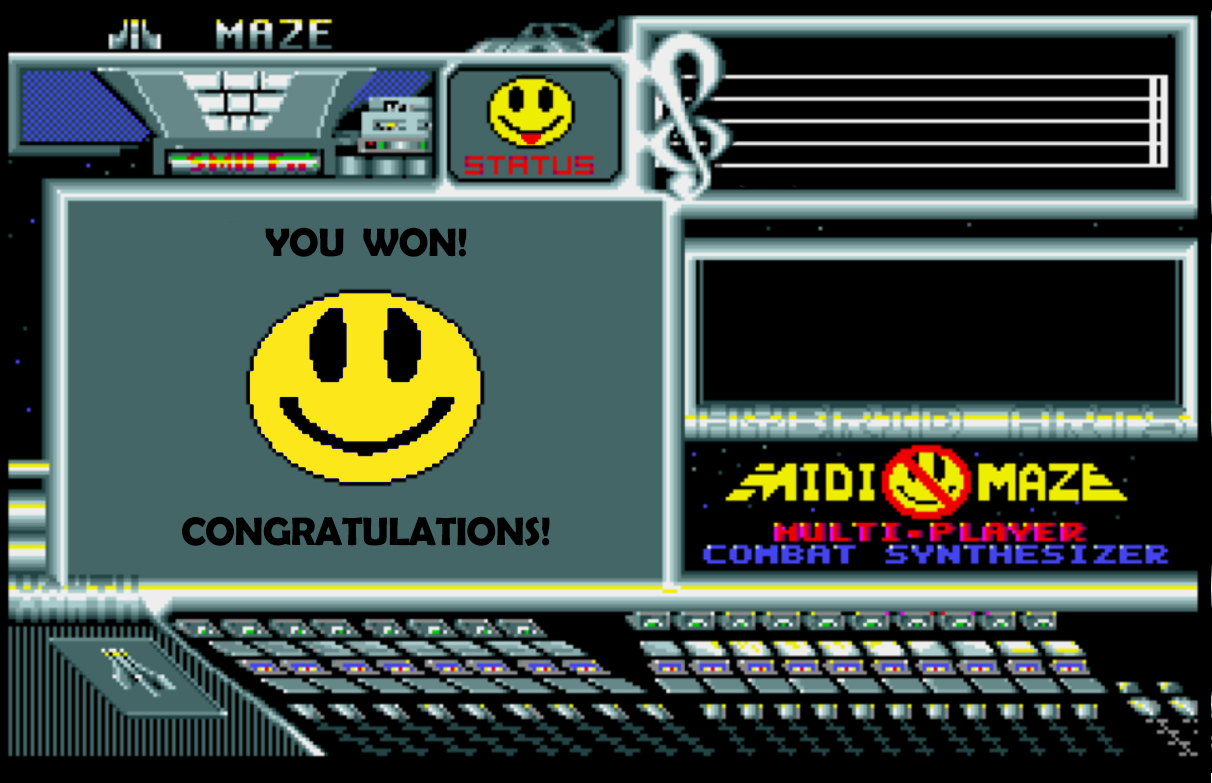 MAZE
STATUS
YOU WON!
CONGRATULATIONS!
MIDI MAZE
MULTI-PLAYER
COMBAT SYNTHESIZER